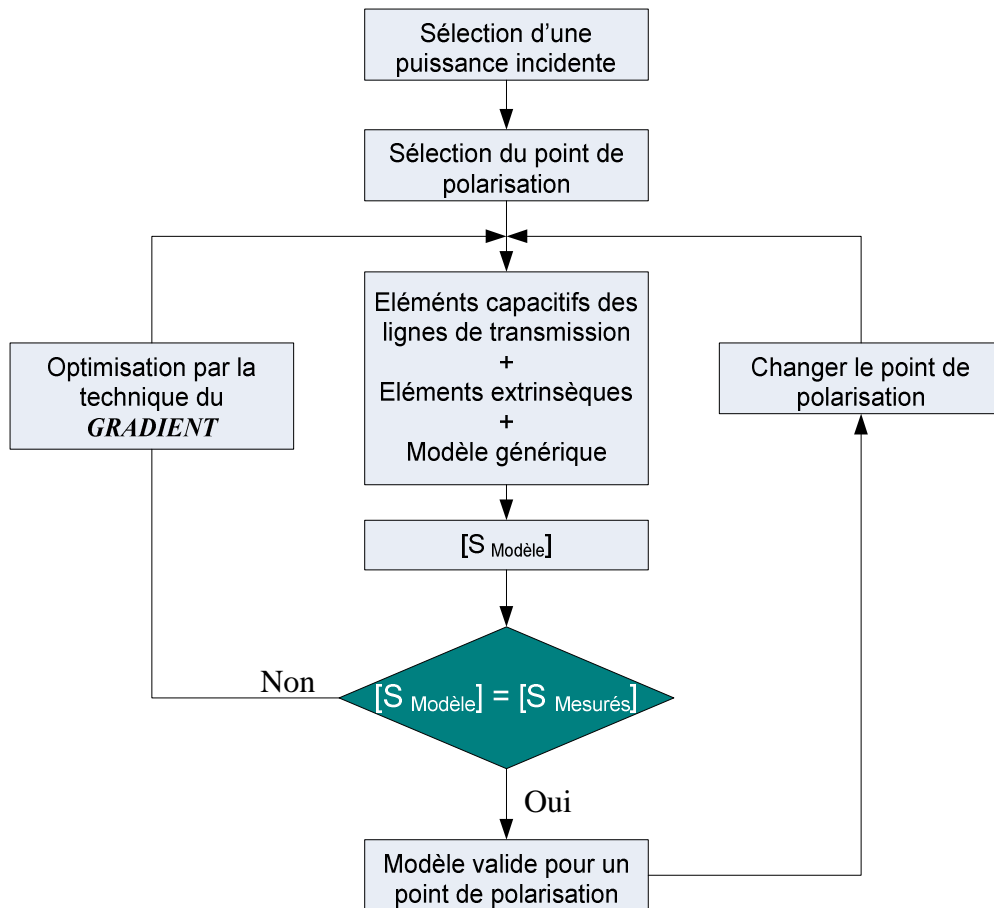 Sélection d'une
puissance incidente
Sélection du point de
polarisation
Eléménts capacitifs des
lignes de transmission
+
Eléments extrinsèques
+
Modèle générique
Optimisation par la
technique du
GRADIENT
Changer le point de
polarisation
[S Modèle]
Non
[S Modèle] = [S Mesurés]
Oui
Modèle valide pour un
point de polarisation